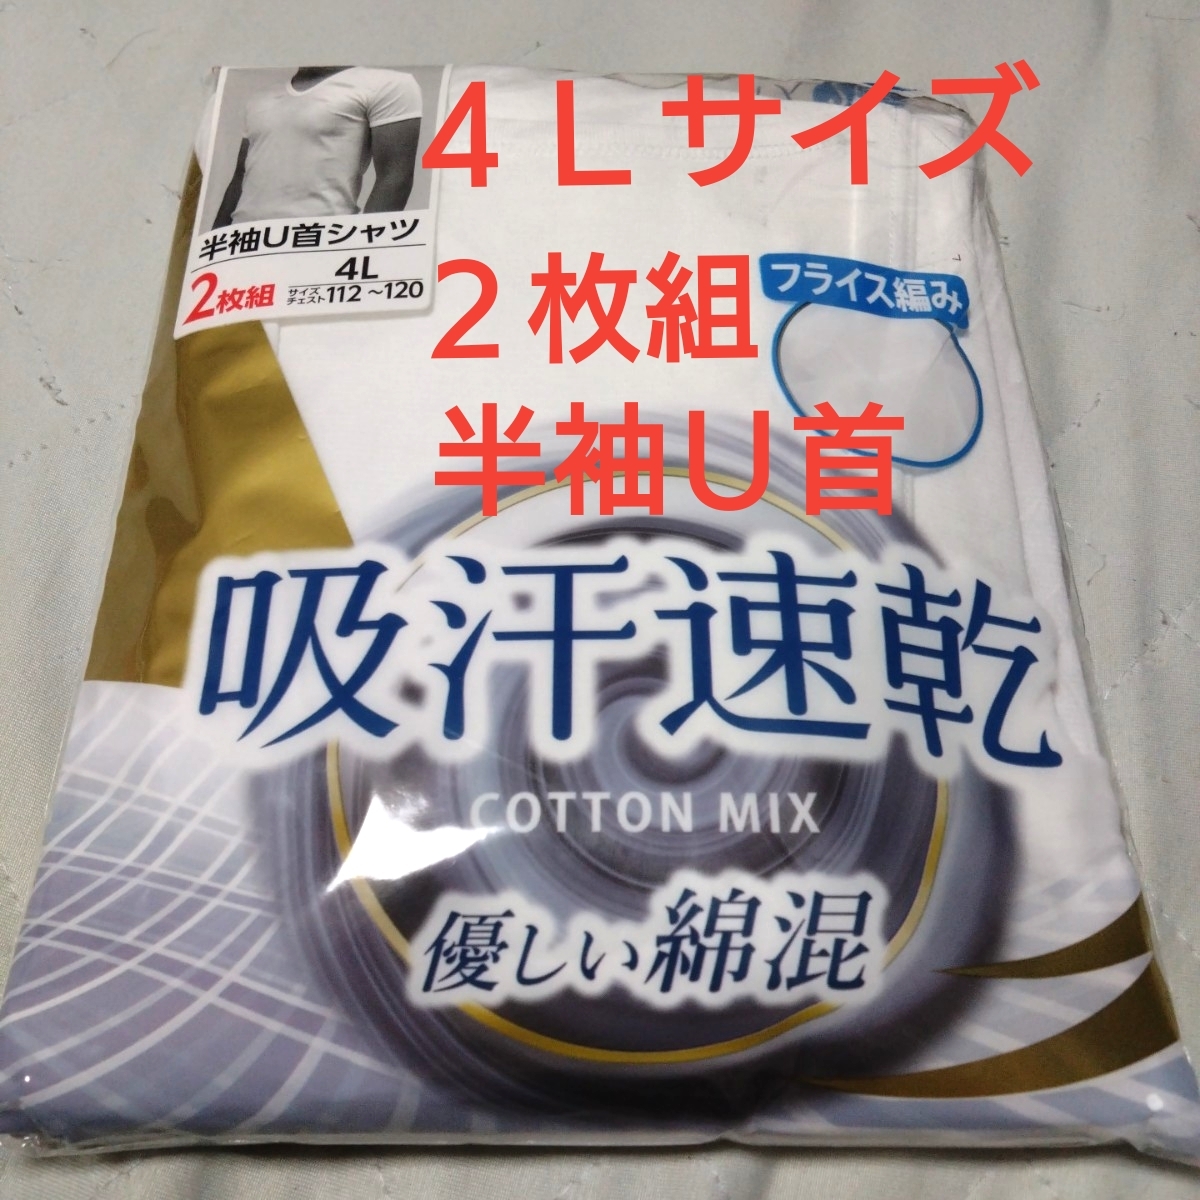 ４Ｌサイズ
２枚組
半袖Ｕ首
半袖U首シャツ
2枚組
サイズ 4L
チェスト112～120
フライス編み
吸汗速乾
COTTON MIX
優しい綿混